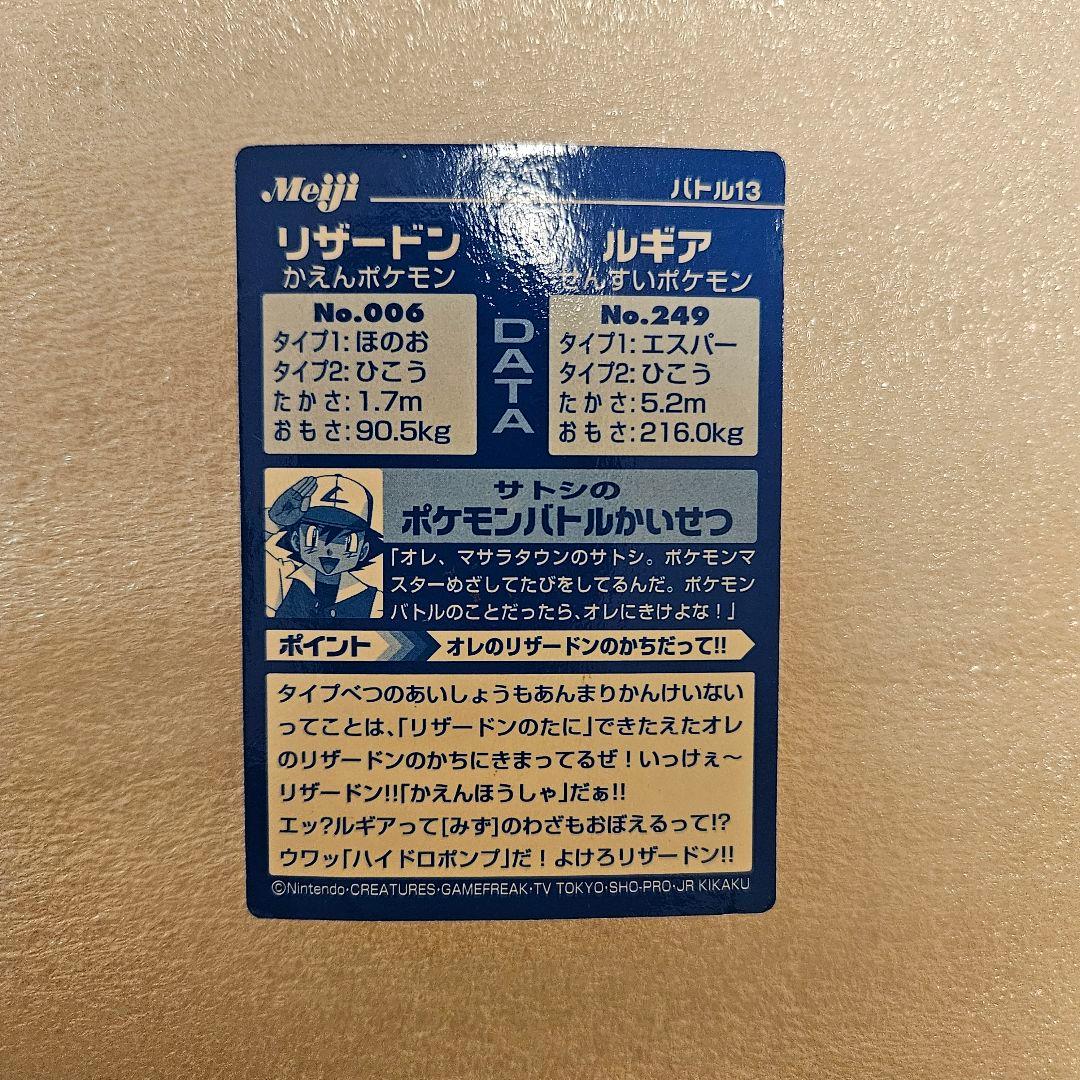 Meiji
バトル13
リザードン
かえんポケモン
No.006
タイプ1:ほのお
タイプ2:ひこう
たかさ:1.7m
おもさ:90.5kg
DATA
ルギア
せんすいポケモン
No.249
タイプ1:エスパー
タイプ2:ひこう
たかさ:5.2m
おもさ:216.0kg
サトシの
ポケモンバトルかいせつ
「オレ、マサラタウンのサトシ。ポケモンマ
スターめざしてたびをしてるんだ。ポケモン
バトルのことだったら、オレにきけよな!」
ポイント オレのリザードンのかちだって!!
タイプべつのあいしょうもあんまりかんけいない
ってことは、「リザードンのたに」できたえたオレ
のリザードンのかちにきまってるぜ!いっけぇ〜
リザードン!!「かえんほうしゃ」だぁ!!
エッ?ルギアって[みず]のわざもおぼえるって!?
ウワッ「ハイドロポンプ」だ!よけろリザードン!!
©Nintendo・CREATURES・GAMEFREAK・TV TOKYO・SHO-PRO・JR KIKAKU